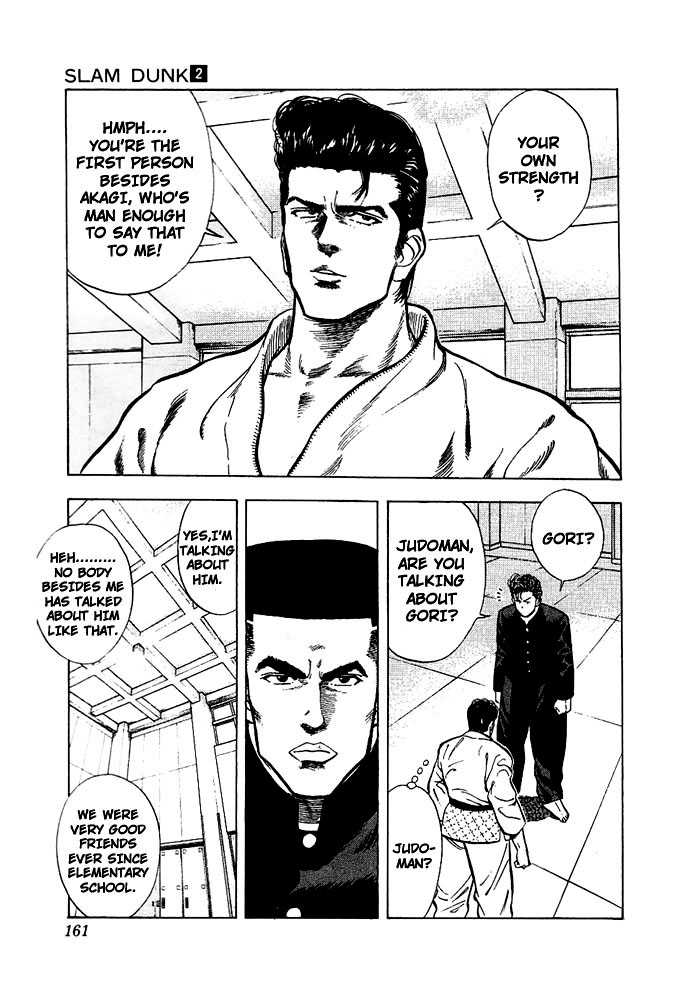 SLAM DUNK 2
YOUR
OWN
STRENGTH
?
HMPH....
YOU'RE THE
FIRST PERSON
BESIDES
AKAGI, WHO'S
MAN ENOUGH
TO SAY THAT
TO ME!
GORI?
JUDOMAN,
ARE YOU
TALKING
ABOUT
GORI?
JUDO-
MAN?
YES,I'M
TALKING
ABOUT
HIM.
HEH.........
NO BODY
BESIDES ME
HAS TALKED
ABOUT HIM
LIKE THAT.
WE WERE
VERY GOOD
FRIENDS
EVER SINCE
ELEMENTARY
SCHOOL.
161